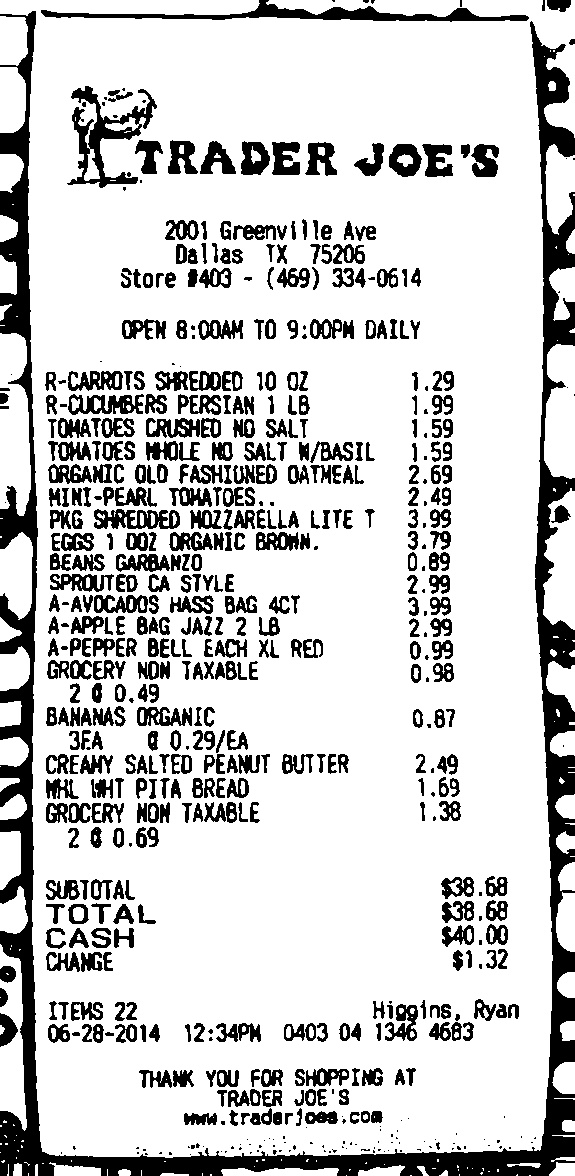 TRADER JOE'S
2001 Greenville Ave
Dallas TX 75206
Store #403 - (469) 334-0614
OPEN 8:00AM TO 9:00PM DAILY
R-CARROTS SHREDDED 10 OZ 1.29
R-CUCUMBERS PERSIAN 1 LB 1.99
TOMATOES CRUSHED NO SALT 1.59
TOMATOES WHOLE NO SALT W/BASIL 1.59
ORGANIC OLD FASHIONED OATMEAL 2.69
MINI-PEARL TOMATOES.. 2.49
PKG SHREDDED MOZZARELLA LITE T 3.99
EGGS 1 DOZ ORGANIC BROWN. 3.79
BEANS GARBANZO 0.89
SPROUTED CA STYLE 2.99
A-AVOCADOS HASS BAG 4CT 3.99
A-APPLE BAG JAZZ 2 LB 2.99
A-PEPPER BELL EACH XL RED 0.99
GROCERY NON TAXABLE 0.98
2 @ 0.49
BANANAS ORGANIC 0.87
3EA @ 0.29/EA
CREAMY SALTED PEANUT BUTTER 2.49
WHL WHT PITA BREAD 1.69
GROCERY NON TAXABLE 1.38
2 @ 0.69
SUBTOTAL $38.68
TOTAL $38.68
CASH $40.00
CHANGE $1.32
ITEMS 22 Higgins, Ryan
06-28-2014 12:34PM 0403 04 1346 4683
THANK YOU FOR SHOPPING AT
TRADER JOE'S
www.traderjoes.com